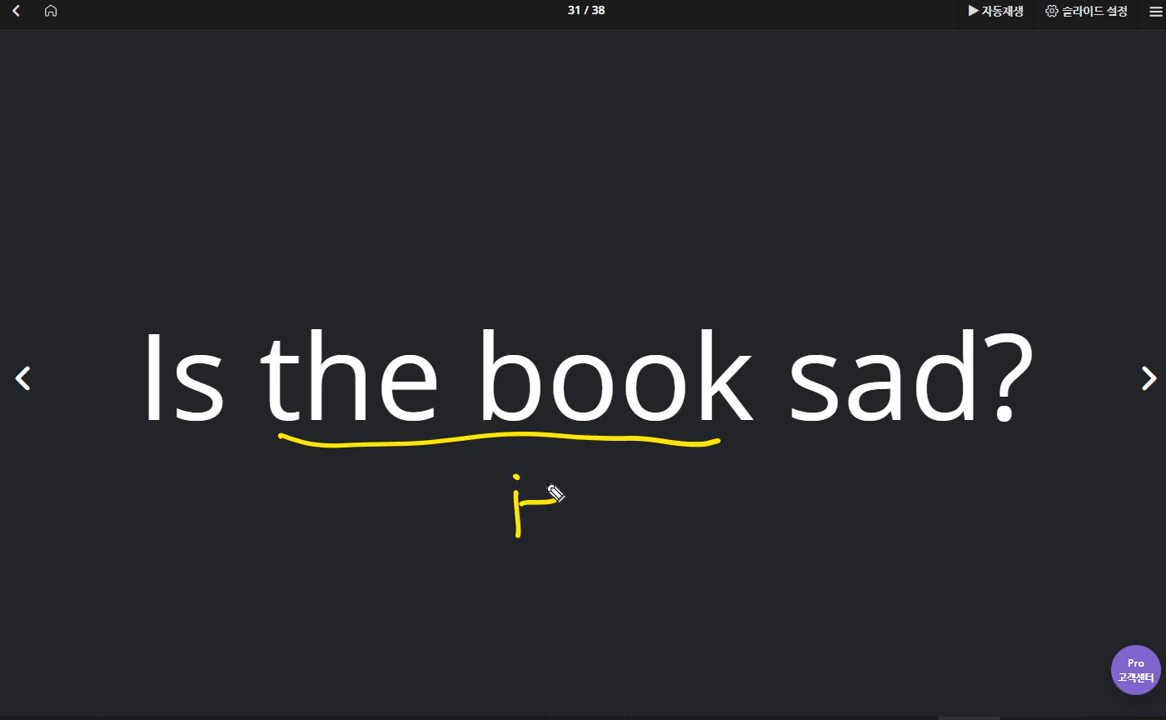 31 / 38
▶ 자동재생
슬라이드 설정
Is the book sad?
Pro
고객센터